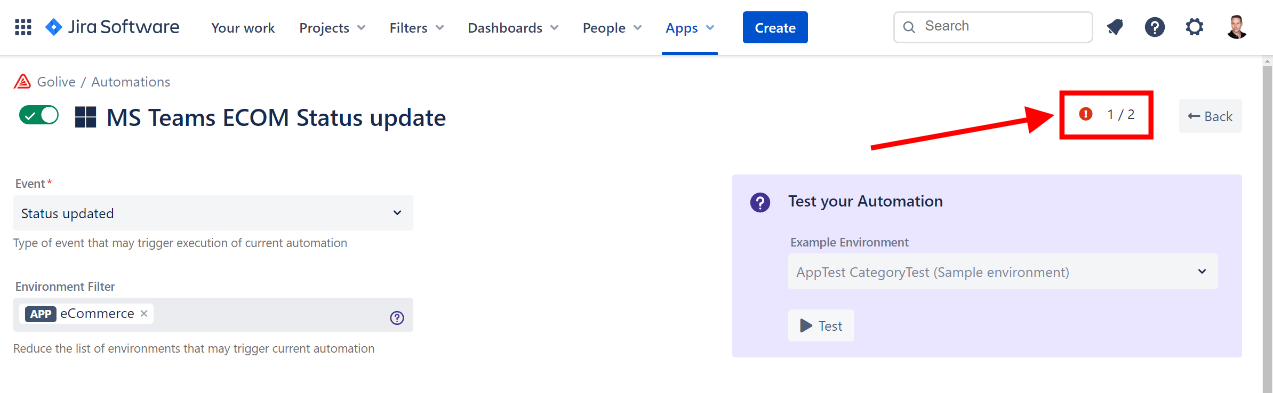 Jira Software Your work Projects Filters Dashboards People Apps Create Search
Golive / Automations
MS Teams ECOM Status update
1 / 2
← Back
Event*
Status updated
Type of event that may trigger execution of current automation
Environment Filter
APP eCommerce ×
Reduce the list of environments that may trigger current automation
Test your Automation
Example Environment
AppTest CategoryTest (Sample environment)
Test